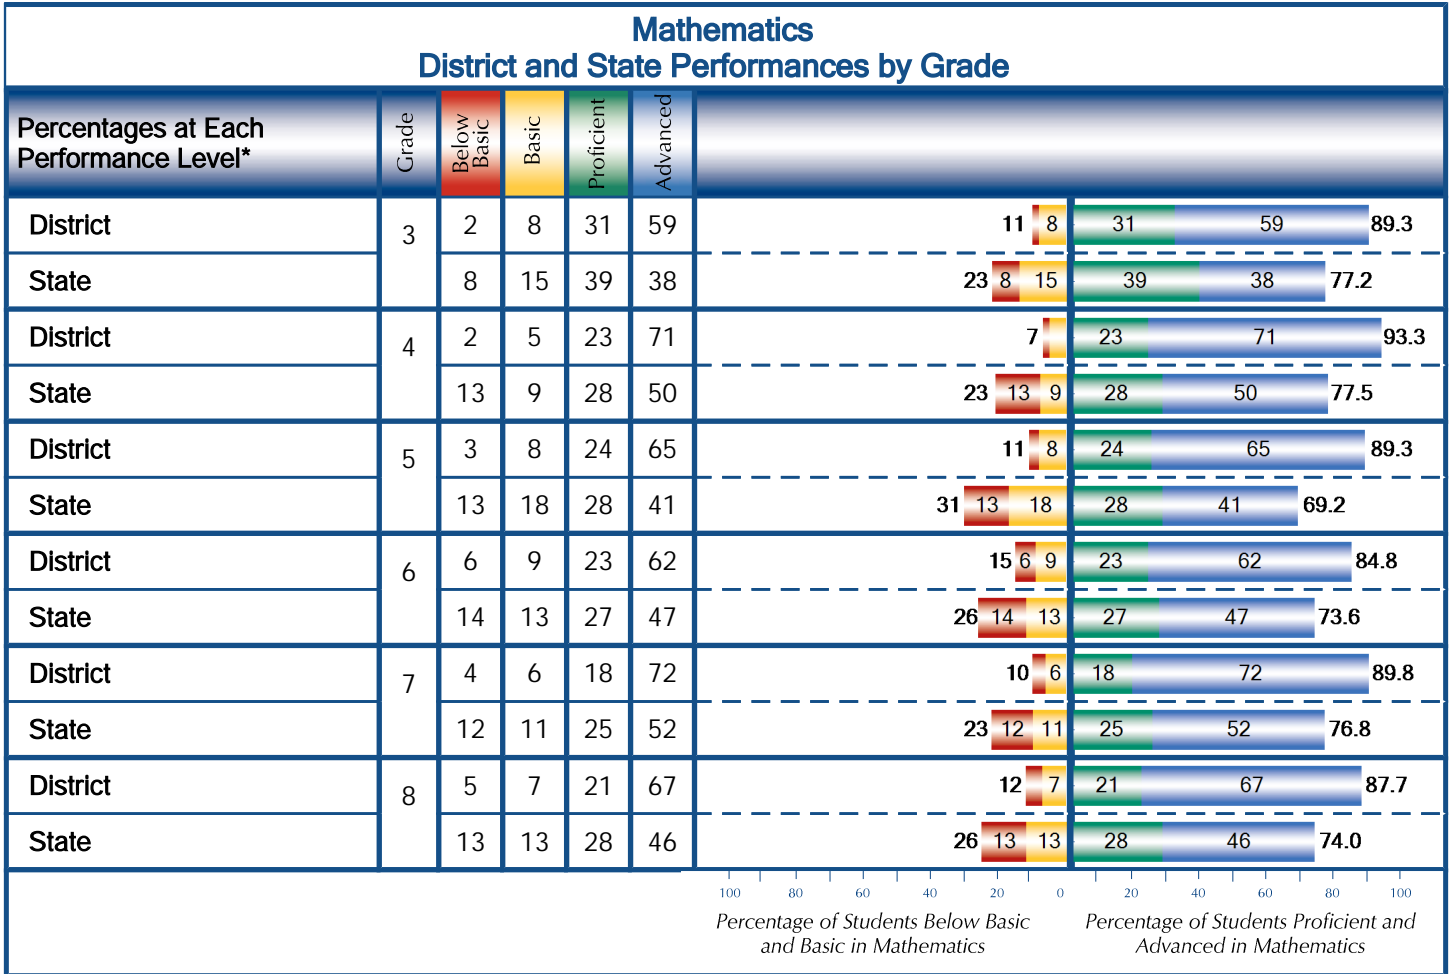 Mathematics
District and State Performances by Grade
Percentages at Each
Performance Level*
Grade
Below
Basic
Basic
Proficient
Advanced
District 3 2 8 31 59 11 8 31 59 89.3
State 8 15 39 38 23 8 15 39 38 77.2
District 4 2 5 23 71 7 23 71 93.3
State 13 9 28 50 23 13 9 28 50 77.5
District 5 3 8 24 65 11 8 24 65 89.3
State 13 18 28 41 31 13 18 28 41 69.2
District 6 6 9 23 62 15 6 9 23 62 84.8
State 14 13 27 47 26 14 13 27 47 73.6
District 7 4 6 18 72 10 6 18 72 89.8
State 12 11 25 52 23 12 11 25 52 76.8
District 8 5 7 21 67 12 7 21 67 87.7
State 13 13 28 46 26 13 13 28 46 74.0
100 80 60 40 20 0 20 40 60 80 100
Percentage of Students Below Basic
and Basic in Mathematics
Percentage of Students Proficient and
Advanced in Mathematics